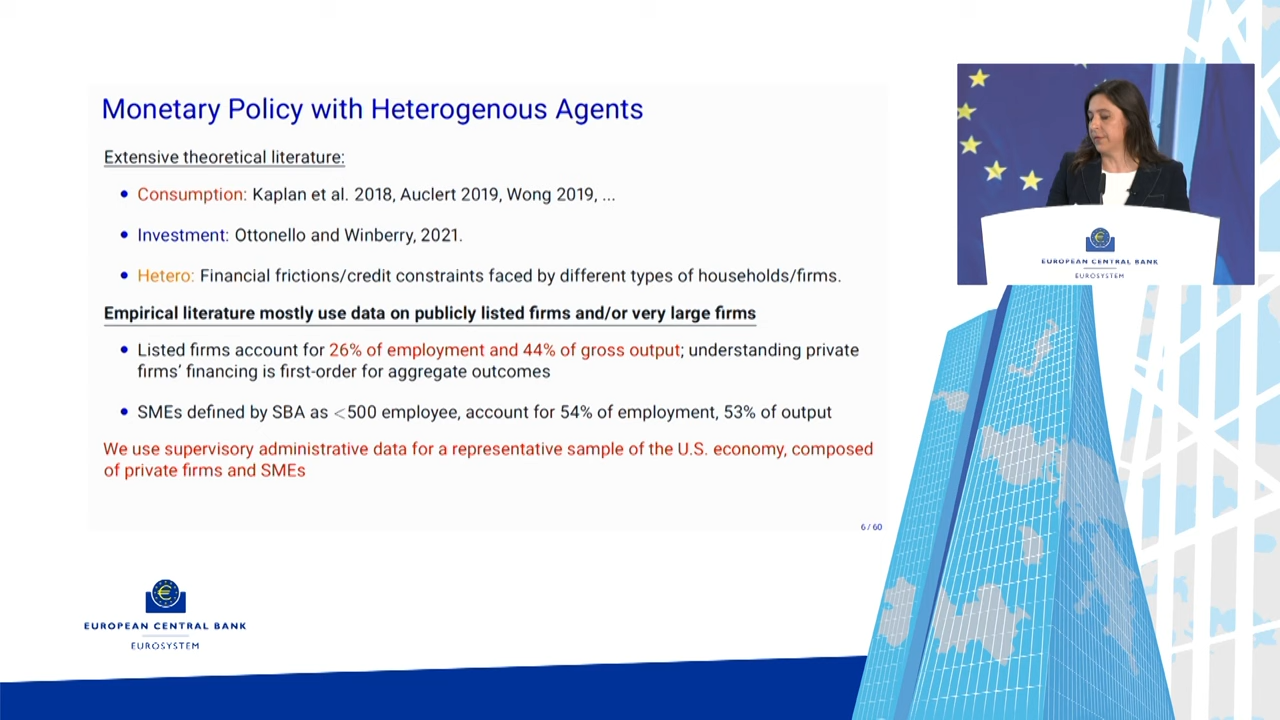 Monetary Policy with Heterogenous Agents
Extensive theoretical literature:
• Consumption: Kaplan et al. 2018, Auclert 2019, Wong 2019, ...
• Investment: Ottonello and Winberry, 2021.
• Hetero: Financial frictions/credit constraints faced by different types of households/firms.
Empirical literature mostly use data on publicly listed firms and/or very large firms
• Listed firms account for 26% of employment and 44% of gross output; understanding private
firms’ financing is first-order for aggregate outcomes
• SMEs defined by SBA as <500 employee, account for 54% of employment, 53% of output
We use supervisory administrative data for a representative sample of the U.S. economy, composed
of private firms and SMEs
6 / 60
EUROPEAN CENTRAL BANK
EUROSYSTEM
EUROPEAN CENTRAL BANK
EUROSYSTEM